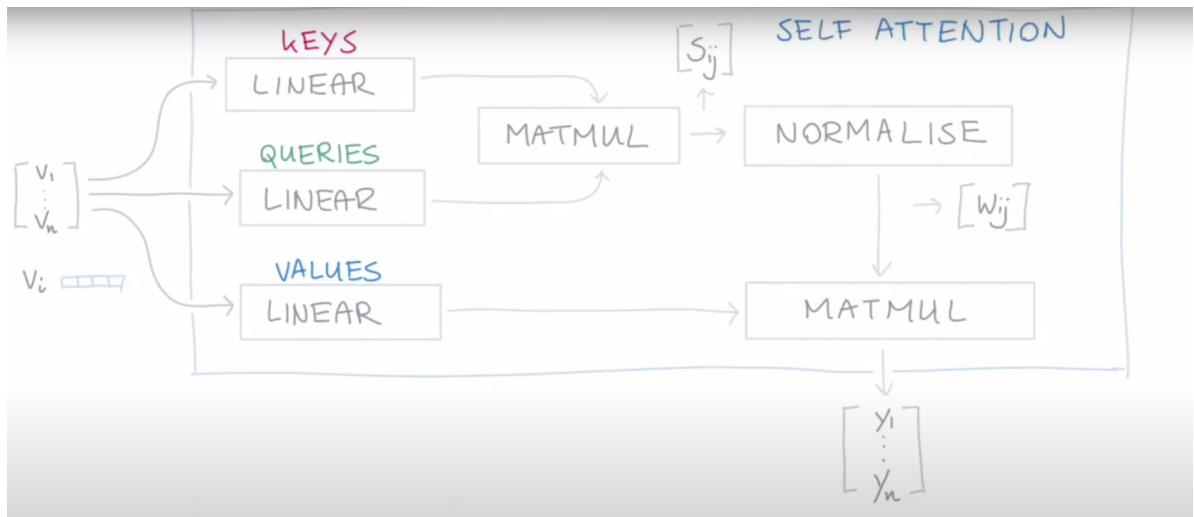 SELF ATTENTION
KEYS
LINEAR
[Sij]
MATMUL
NORMALISE
QUERIES
LINEAR
[V1
⋮
Vn]
[Wij]
Vi
VALUES
LINEAR
MATMUL
[y1
⋮
yn]